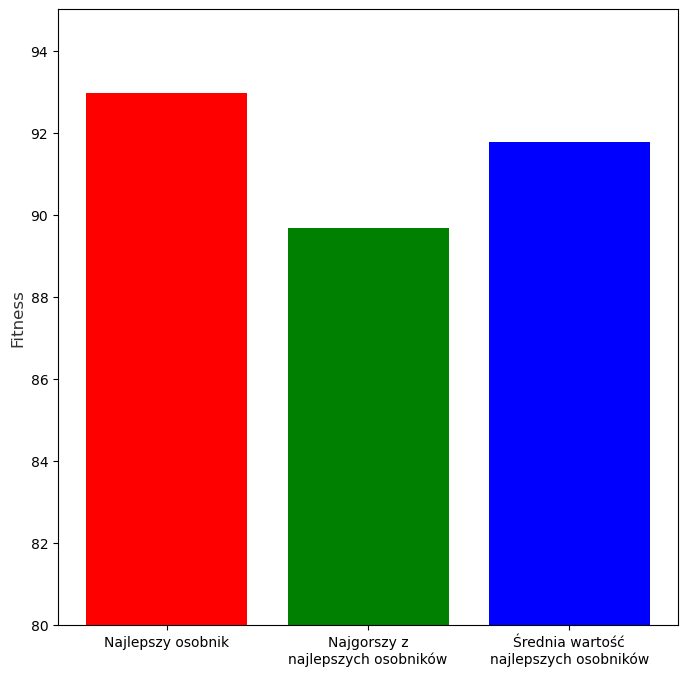 94
92
90
88
86
84
82
80
Fitness
Najlepszy osobnik
Najgorszy z
najlepszych osobników
Średnia wartość
najlepszych osobników